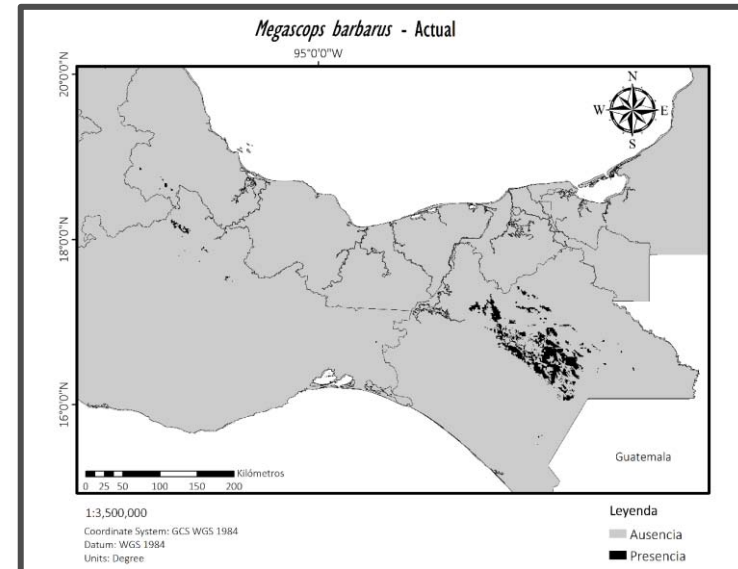 Megascops barbarus - Actual
95°0'0"W
20°0'0"N
18°0'0"N
16°0'0"N
N
W
E
S
Guatemala
Kilómetros
0 25 50 100 150 200
1:3,500,000
Coordinate System: GCS WGS 1984
Datum: WGS 1984
Units: Degree
Leyenda
Ausencia
Presencia